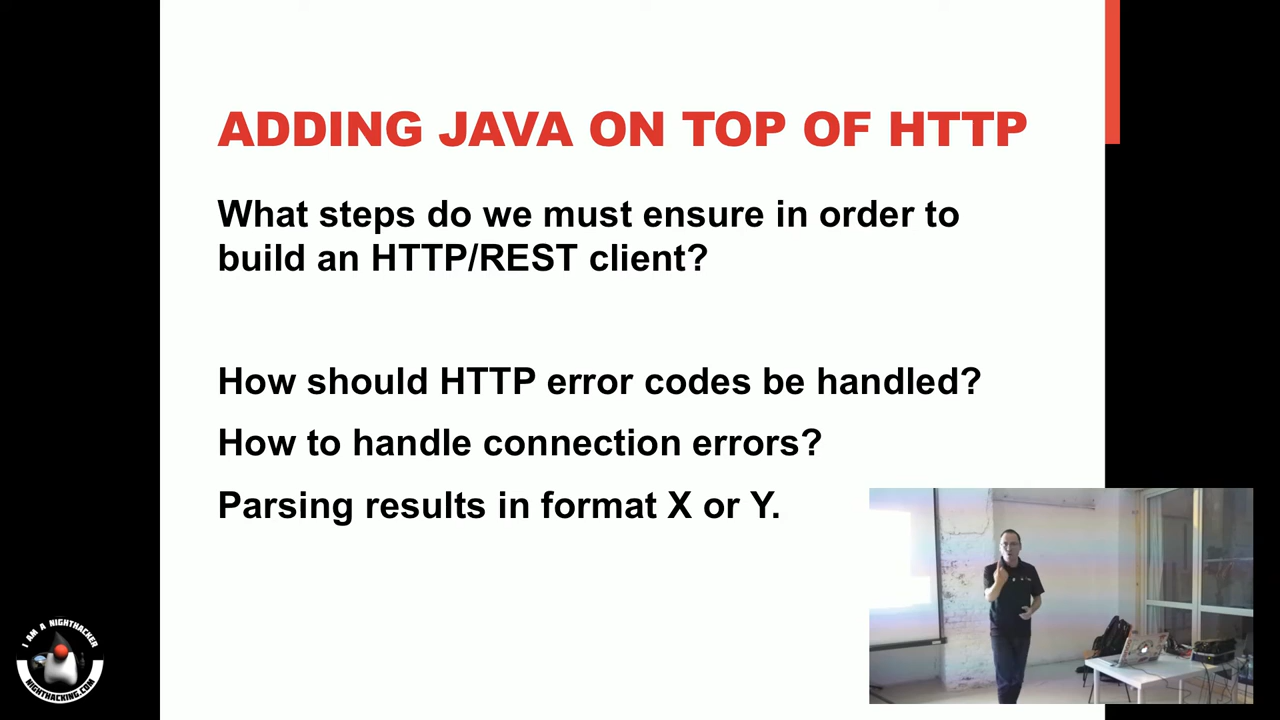 ADDING JAVA ON TOP OF HTTP
What steps do we must ensure in order to
build an HTTP/REST client?
How should HTTP error codes be handled?
How to handle connection errors?
Parsing results in format X or Y.
I AM A NIGHTHACKER
NIGHTHACKING.COM